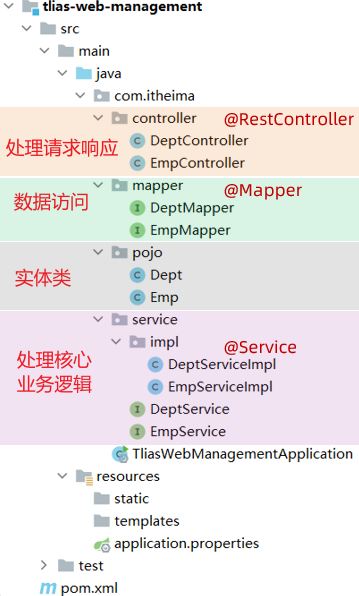 tlias-web-management
src
main
java
com.itheima
controller @RestController
处理请求响应
DeptController
EmpController
mapper @Mapper
数据访问
DeptMapper
EmpMapper
pojo
实体类
Dept
Emp
service
impl @Service
处理核心
业务逻辑
DeptServiceImpl
EmpServiceImpl
DeptService
EmpService
TliasWebManagementApplication
resources
static
templates
application.properties
test
pom.xml